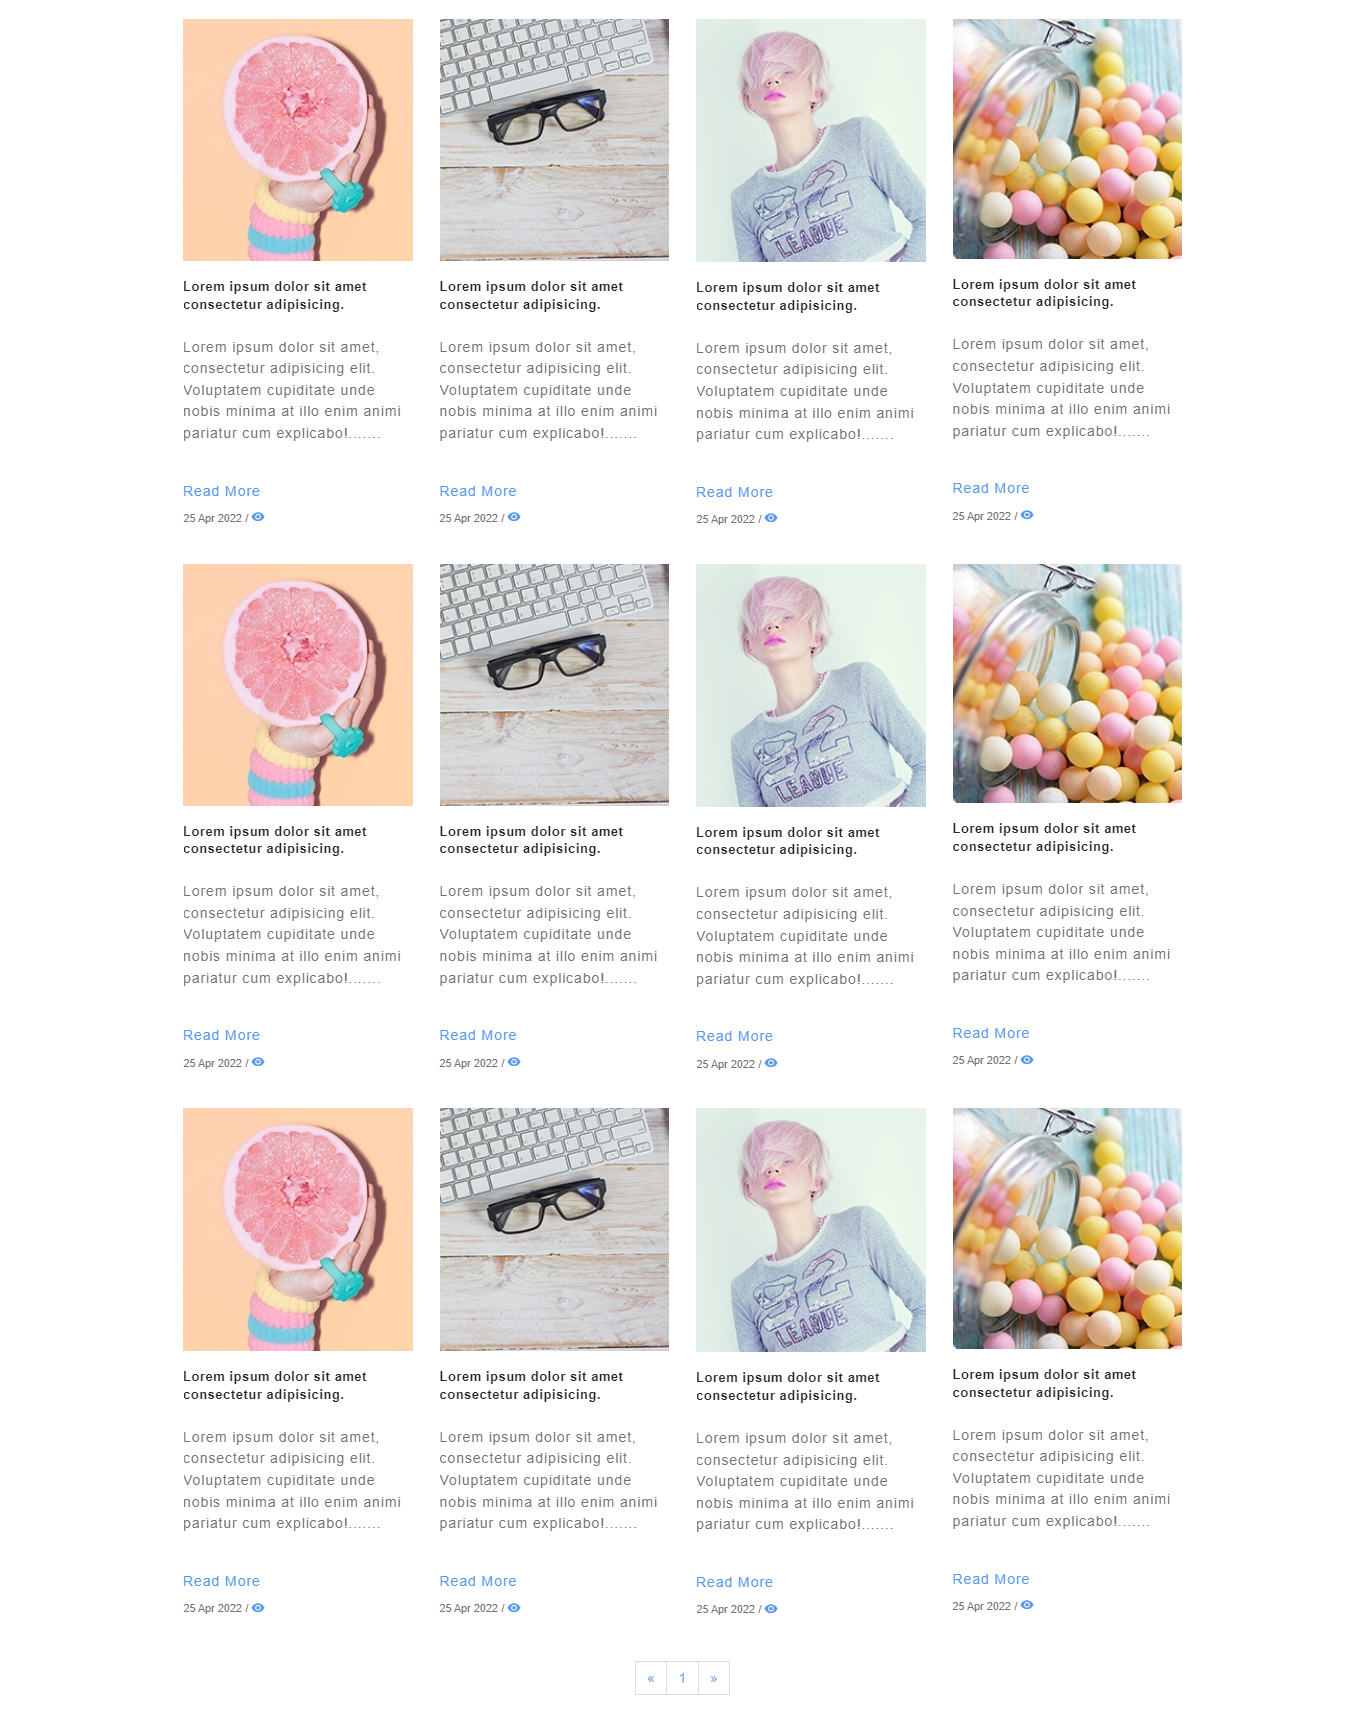 92
LEAGUE
Lorem ipsum dolor sit amet
consectetur adipisicing.
Lorem ipsum dolor sit amet,
consectetur adipisicing elit.
Voluptatem cupiditate unde
nobis minima at illo enim animi
pariatur cum explicabo!.......
Read More
25 Apr 2022 /
Lorem ipsum dolor sit amet
consectetur adipisicing.
Lorem ipsum dolor sit amet,
consectetur adipisicing elit.
Voluptatem cupiditate unde
nobis minima at illo enim animi
pariatur cum explicabo!.......
Read More
25 Apr 2022 /
Lorem ipsum dolor sit amet
consectetur adipisicing.
Lorem ipsum dolor sit amet,
consectetur adipisicing elit.
Voluptatem cupiditate unde
nobis minima at illo enim animi
pariatur cum explicabo!.......
Read More
25 Apr 2022 /
Lorem ipsum dolor sit amet
consectetur adipisicing.
Lorem ipsum dolor sit amet,
consectetur adipisicing elit.
Voluptatem cupiditate unde
nobis minima at illo enim animi
pariatur cum explicabo!.......
Read More
25 Apr 2022 /
92
LEAGUE
Lorem ipsum dolor sit amet
consectetur adipisicing.
Lorem ipsum dolor sit amet,
consectetur adipisicing elit.
Voluptatem cupiditate unde
nobis minima at illo enim animi
pariatur cum explicabo!.......
Read More
25 Apr 2022 /
Lorem ipsum dolor sit amet
consectetur adipisicing.
Lorem ipsum dolor sit amet,
consectetur adipisicing elit.
Voluptatem cupiditate unde
nobis minima at illo enim animi
pariatur cum explicabo!.......
Read More
25 Apr 2022 /
Lorem ipsum dolor sit amet
consectetur adipisicing.
Lorem ipsum dolor sit amet,
consectetur adipisicing elit.
Voluptatem cupiditate unde
nobis minima at illo enim animi
pariatur cum explicabo!.......
Read More
25 Apr 2022 /
Lorem ipsum dolor sit amet
consectetur adipisicing.
Lorem ipsum dolor sit amet,
consectetur adipisicing elit.
Voluptatem cupiditate unde
nobis minima at illo enim animi
pariatur cum explicabo!.......
Read More
25 Apr 2022 /
92
LEAGUE
Lorem ipsum dolor sit amet
consectetur adipisicing.
Lorem ipsum dolor sit amet,
consectetur adipisicing elit.
Voluptatem cupiditate unde
nobis minima at illo enim animi
pariatur cum explicabo!.......
Read More
25 Apr 2022 /
Lorem ipsum dolor sit amet
consectetur adipisicing.
Lorem ipsum dolor sit amet,
consectetur adipisicing elit.
Voluptatem cupiditate unde
nobis minima at illo enim animi
pariatur cum explicabo!.......
Read More
25 Apr 2022 /
Lorem ipsum dolor sit amet
consectetur adipisicing.
Lorem ipsum dolor sit amet,
consectetur adipisicing elit.
Voluptatem cupiditate unde
nobis minima at illo enim animi
pariatur cum explicabo!.......
Read More
25 Apr 2022 /
Lorem ipsum dolor sit amet
consectetur adipisicing.
Lorem ipsum dolor sit amet,
consectetur adipisicing elit.
Voluptatem cupiditate unde
nobis minima at illo enim animi
pariatur cum explicabo!.......
Read More
25 Apr 2022 /
« 1 »